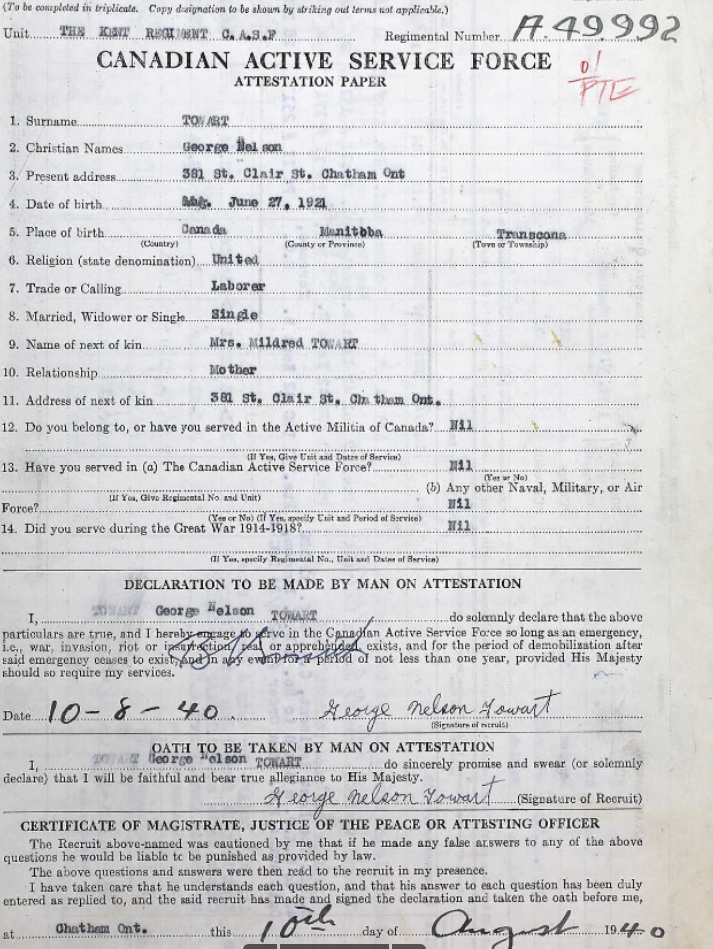 (To be completed in triplicate. Copy designation to be shown by striking out terms not applicable.)
Unit THE KENT REGIMENT C.A.S.F Regimental Number A-49992
CANADIAN ACTIVE SERVICE FORCE
ATTESTATION PAPER
PTE
1. Surname TOWART
2. Christian Names George Nelson
3. Present address 381 St. Clair St. Chatham Ont
4. Date of birth June 27, 1921
5. Place of birth Canada Manitoba Transcona
(Country) (County or Province) (Town or Township)
6. Religion (state denomination) United
7. Trade or Calling Laborer
8. Married, Widower or Single Single
9. Name of next of kin Mrs. Mildred TOWART
10. Relationship Mother
11. Address of next of kin 381 St. Clair St. Chatham Ont.
12. Do you belong to, or have you served in the Active Militia of Canada? Nil
(If Yes, Give Unit and Dates of Service)
13. Have you served in (a) The Canadian Active Service Force? Nil
(Yes or No)
(If Yes, Give Regimental No. and Unit) (b) Any other Naval, Military, or Air
Force? Nil
(Yes or No) (If Yes, specify Unit and Period of Service)
14. Did you serve during the Great War 1914-1918? Nil
(If Yes, specify Regimental No., Unit and Dates of Service)
DECLARATION TO BE MADE BY MAN ON ATTESTATION
I, TOWART George Nelson TOWART do solemnly declare that the above
particulars are true, and I hereby engage to serve in the Canadian Active Service Force so long as an emergency,
i.e., war, invasion, riot or insurrection, real or apprehended, exists, and for the period of demobilization after
said emergency ceases to exist, and in any event for a period of not less than one year, provided His Majesty
should so require my services.
Date 10-8-40. George Nelson Towart
(Signature of recruit)
OATH TO BE TAKEN BY MAN ON ATTESTATION
I, TOWART George Nelson TOWART do sincerely promise and swear (or solemnly
declare) that I will be faithful and bear true allegiance to His Majesty.
George Nelson Towart (Signature of Recruit)
CERTIFICATE OF MAGISTRATE, JUSTICE OF THE PEACE OR ATTESTING OFFICER
The Recruit above-named was cautioned by me that if he made any false answers to any of the above
questions he would be liable to be punished as provided by law.
The above questions and answers were then read to the recruit in my presence.
I have taken care that he understands each question, and that his answer to each question has been duly
entered as replied to, and the said recruit has made and signed the declaration and taken the oath before me,
at Chatham Ont. this 10th day of August 1940